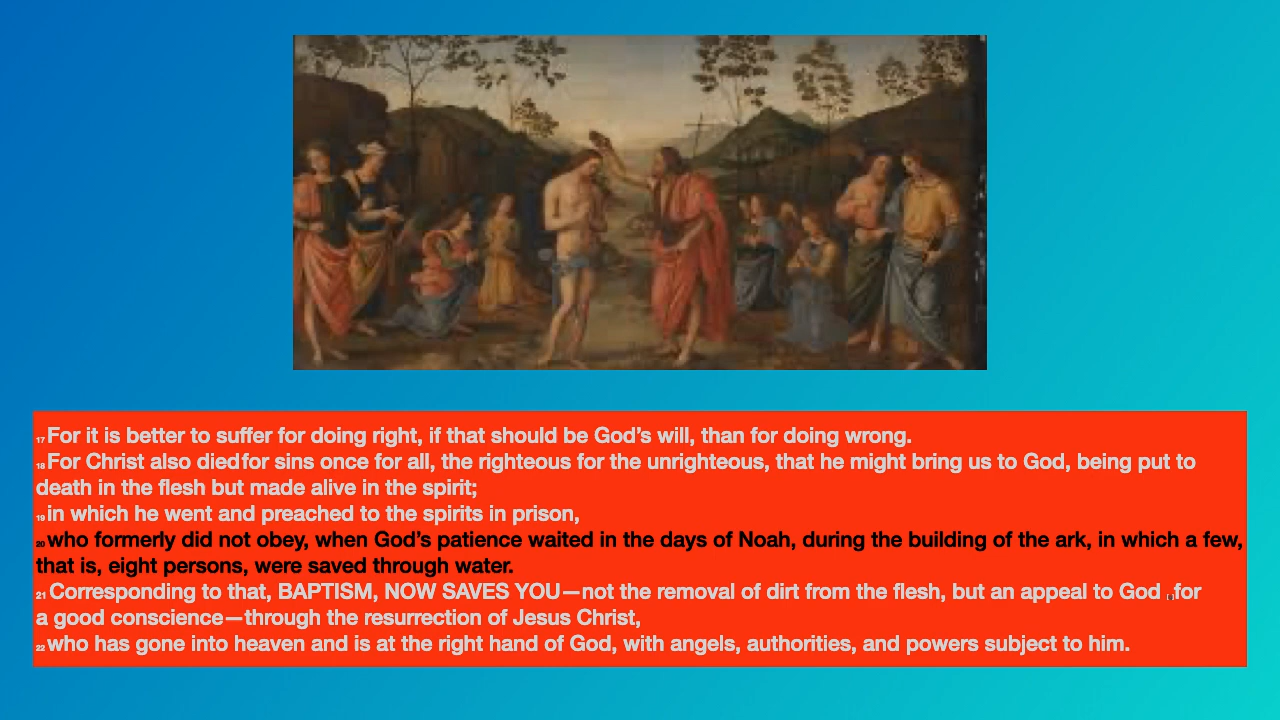 17 For it is better to suffer for doing right, if that should be God’s will, than for doing wrong.
18 For Christ also diedfor sins once for all, the righteous for the unrighteous, that he might bring us to God, being put to
death in the flesh but made alive in the spirit;
19 in which he went and preached to the spirits in prison,
20 who formerly did not obey, when God’s patience waited in the days of Noah, during the building of the ark, in which a few,
that is, eight persons, were saved through water.
21 Corresponding to that, BAPTISM, NOW SAVES YOU—not the removal of dirt from the flesh, but an appeal to God for
a good conscience—through the resurrection of Jesus Christ,
22 who has gone into heaven and is at the right hand of God, with angels, authorities, and powers subject to him.